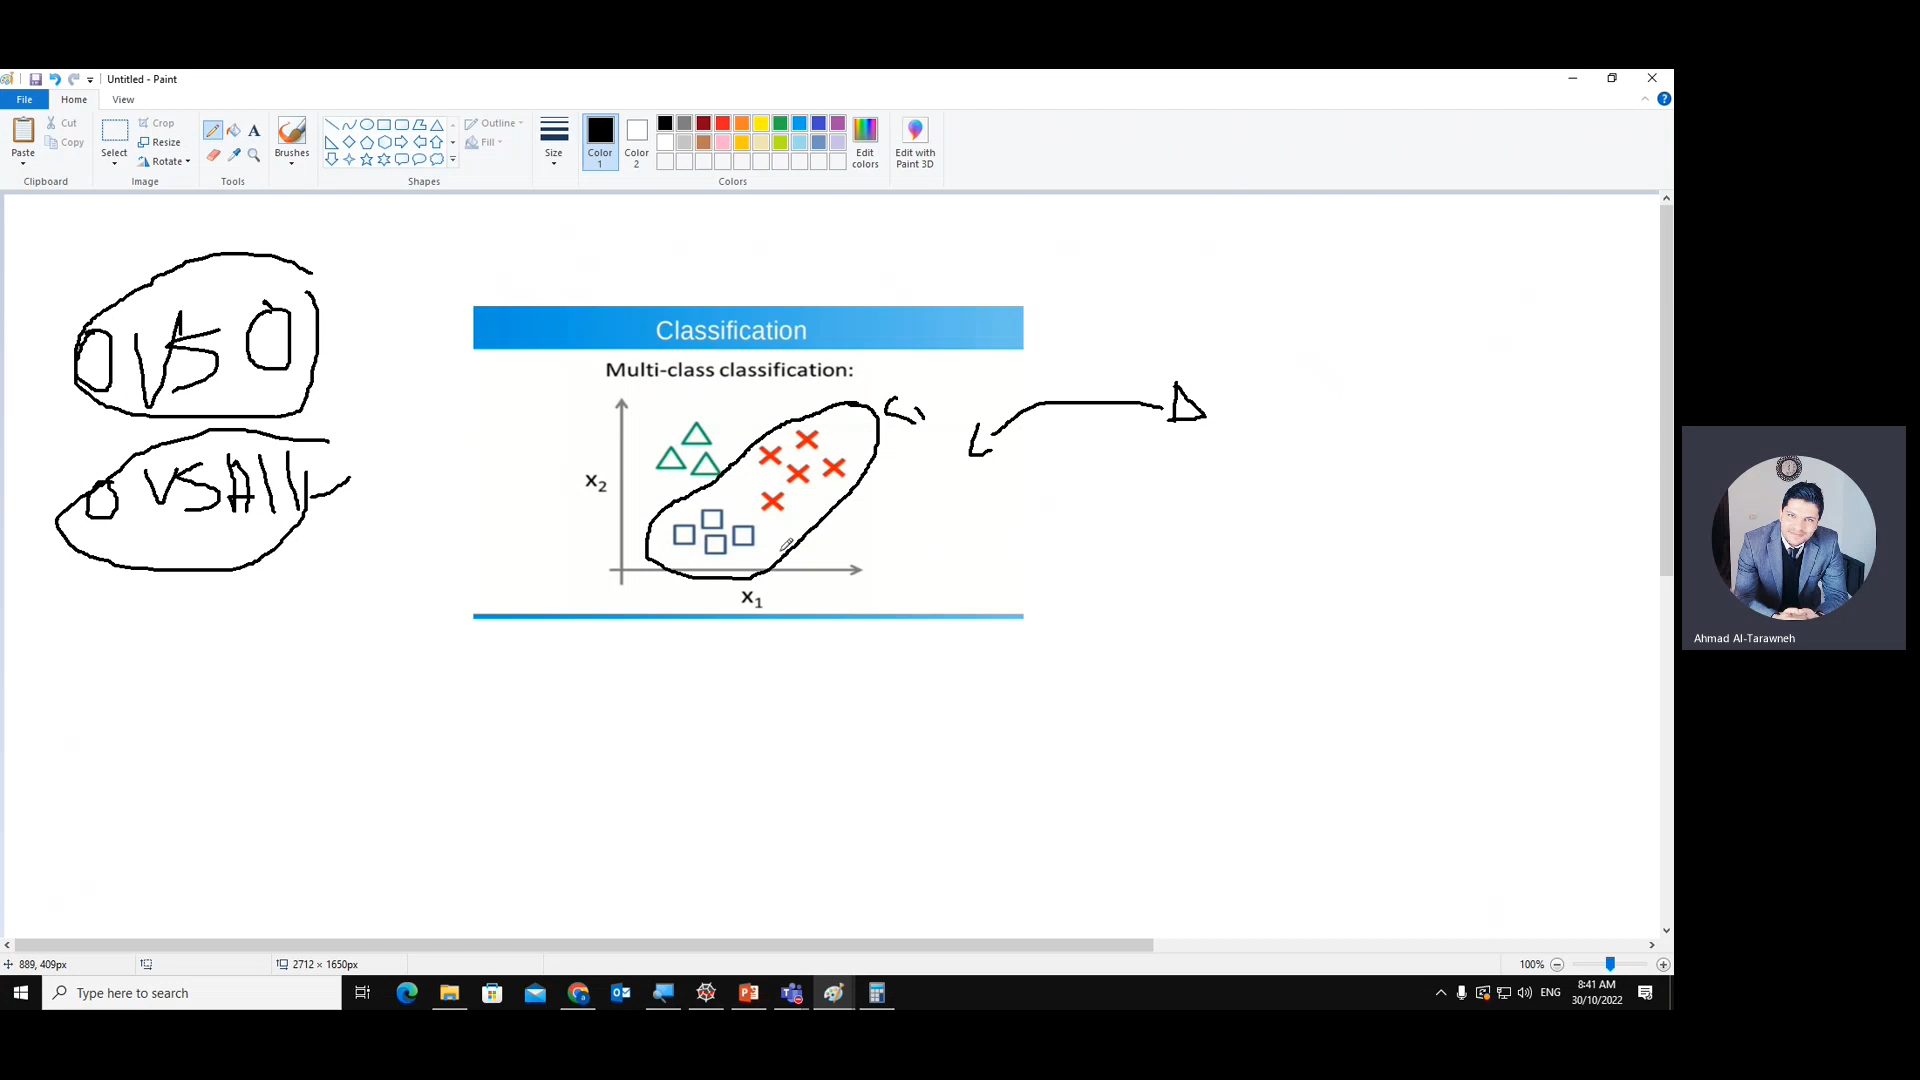 Untitled - Paint
File Home View
Paste
Cut
Copy
Clipboard
Select
Crop
Resize
Rotate
Image
Tools
Brushes
Shapes
Outline
Fill
Size
Color 1
Color 2
Colors
Edit colors
Edit with Paint 3D
O VS O
O VS All
Classification
Multi-class classification:
x2
x1
Ahmad Al-Tarawneh
889, 409px
2712 × 1650px
100%
Type here to search
ENG
8:41 AM
30/10/2022